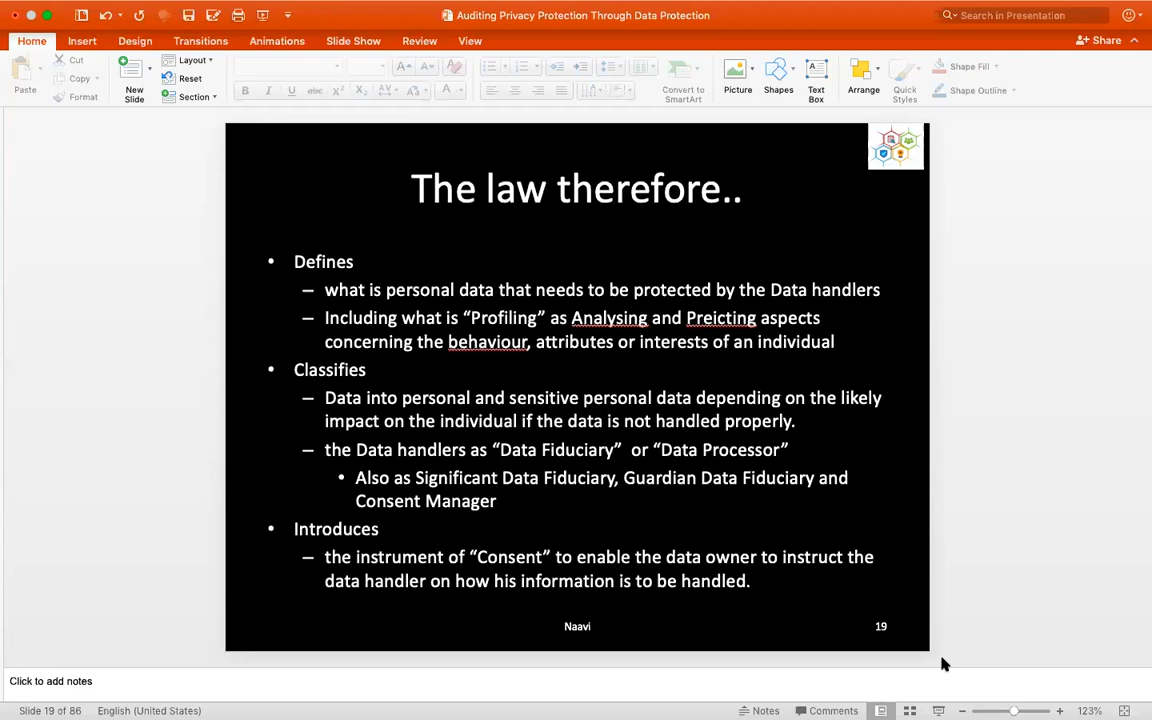 Auditing Privacy Protection Through Data Protection
Search in Presentation
Home Insert Design Transitions Animations Slide Show Review View
Share
Paste
Cut
Copy
Format
New
Slide
Layout
Reset
Section
B I U abc X² X₂ AV Aa A
Convert to
SmartArt
Picture
Shapes
Text
Box
Arrange
Quick
Styles
Shape Fill
Shape Outline
The law therefore..
• Defines
– what is personal data that needs to be protected by the Data handlers
– Including what is “Profiling” as Analysing and Preicting aspects
concerning the behaviour, attributes or interests of an individual
• Classifies
– Data into personal and sensitive personal data depending on the likely
impact on the individual if the data is not handled properly.
– the Data handlers as “Data Fiduciary” or “Data Processor”
• Also as Significant Data Fiduciary, Guardian Data Fiduciary and
Consent Manager
• Introduces
– the instrument of “Consent” to enable the data owner to instruct the
data handler on how his information is to be handled.
Naavi
19
Click to add notes
Slide 19 of 86
English (United States)
Notes
Comments
123%